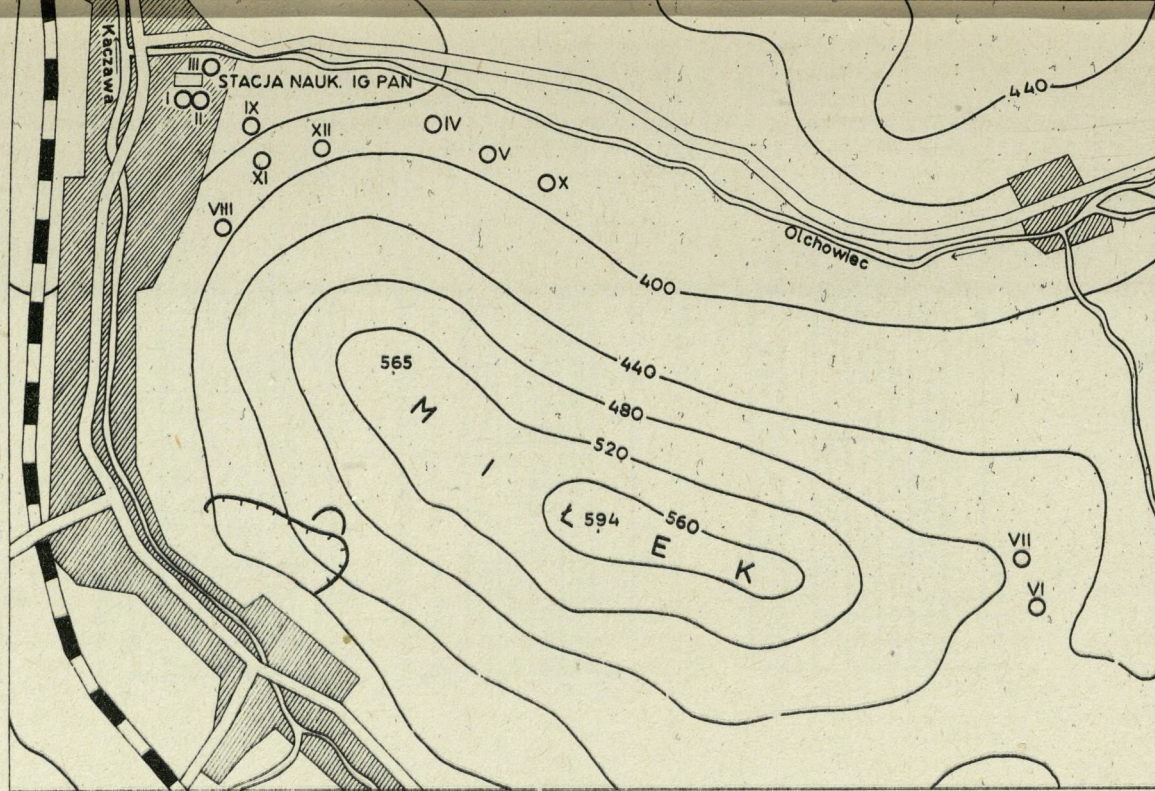 Kaczawa
III
STACJA NAUK. IG PAN
I
II
IX
XII
IV
XI
V
X
VIII
440
Olchowiec
400
565
440
M
480
I
520
Ł 594
560
E
K
VII
VI